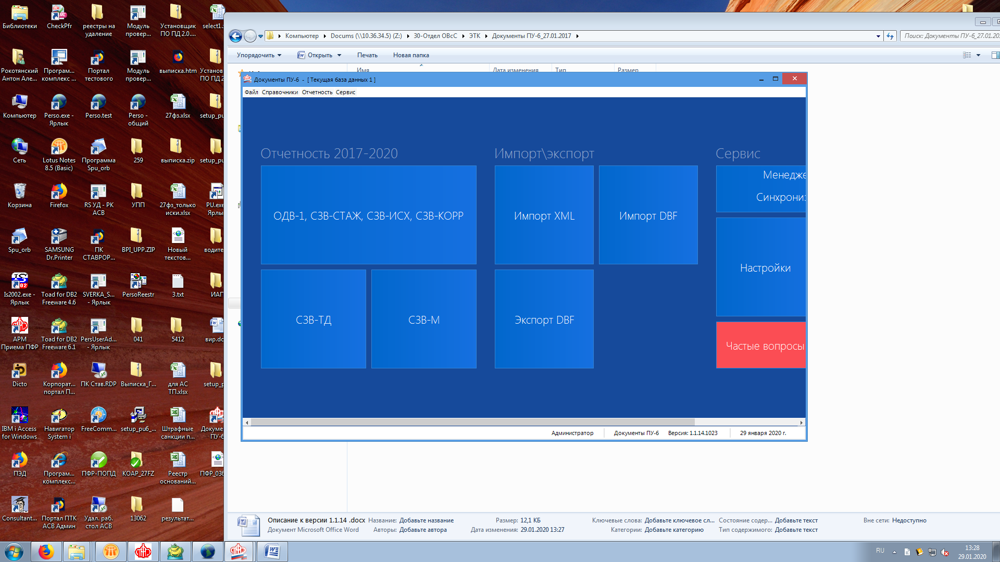 Библиотеки
CheckPfr
реестры на
удаление
Модуль
провер...
Установщик
ПО ПД 2.0....
select1.
Рокотянский
Антон Але...
Програм...
комплекс ...
Портал
тестового
Модуль
провер...
выписка.htm
Установ
ПО ПД 2
Компьютер
Perso.exe -
Ярлык
Perso.test
Perso -
общий
27фз.xlsx
setup_pu
Сеть
Lotus Notes
8.5 (Basic)
Программа
Spu_orb
259
выписка.zip
setup_pu
Корзина
Firefox
RS УД - РК
АСВ
УПП
27фз_только
иски.xlsx
PU.exe
Ярлы
Spu_orb
SAMSUNG
Dr.Printer
ПК
СТАВРОР...
BPI_UPP.ZIP
Новый
текстов...
водите
Is2002.exe -
Ярлык
Toad for DB2
Freeware 4.6
SVERKA_S...
- Ярлык
PersoReestr
3.txt
ИАГ
АРМ
Приема ПФР
Toad for DB2
Freeware 6.1
PersUserAd...
- Ярлык
041
5412
вир.dc
Dicto
Корпорат...
портал П...
ПК Став.RDP
Выписка_Г...
для АС
ТП.xlsx
setup_p
IBM i Access
for Windows
Навигатор
System i
FreeComm...
setup_pu6_...
Штрафные
санкции п...
Докуме
ПУ-6
ПЭД
Програм...
комплекс...
ПФР-ПОПД
KOAP_27FZ
Реестр
оснований...
ПФР_036
Consultant...
Портал ПТК
АСВ Админ
Удал. раб.
стол АСВ
13062
результат...
Компьютер
Docums (\\10.36.34.5) (Z:)
30-Отдел ОВсС
ЭТК
Документы ПУ-6_27.01.2017
Поиск: Документы ПУ-6_27.01.20
Упорядочить
Открыть
Печать
Новая папка
Имя
Дата изменения
Тип
Размер
Документы ПУ-6 - [ Текущая база данных 1 ]
Файл Справочники Отчетность Сервис
Отчетность 2017-2020
Импорт\экспорт
Сервис
ОДВ-1, СЗВ-СТАЖ, СЗВ-ИСХ, СЗВ-КОРР
Импорт XML
Импорт DBF
Менедже
Синхрониз
Настройки
СЗВ-ТД
СЗВ-М
Экспорт DBF
Частые вопросы
Администратор
Документы ПУ-6
Версия: 1.1.14.1023
29 января 2020 г.
Описание к версии 1.1.14 .docx
Документ Microsoft Office Word
Название: Добавьте название
Авторы: Добавьте автора
Размер: 12,1 КБ
Дата изменения: 29.01.2020 13:27
Ключевые слова: Добавьте ключевое сл...
Категории: Добавьте категорию
Состояние содер... Добавьте текст
Тип содержимого: Добавьте текст
Вне сети: Недоступно
RU
13:28
29.01.2020